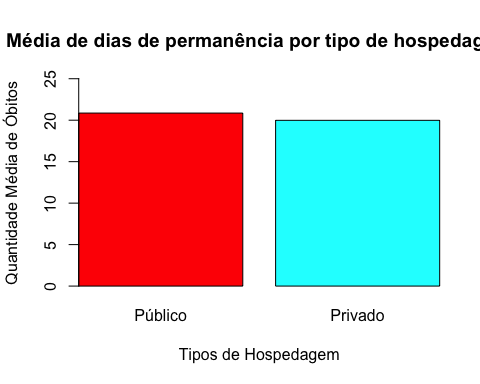 Média de dias de permanência por tipo de hospedag
Quantidade Média de Óbitos
25
20
15
10
5
0
Público Privado
Tipos de Hospedagem